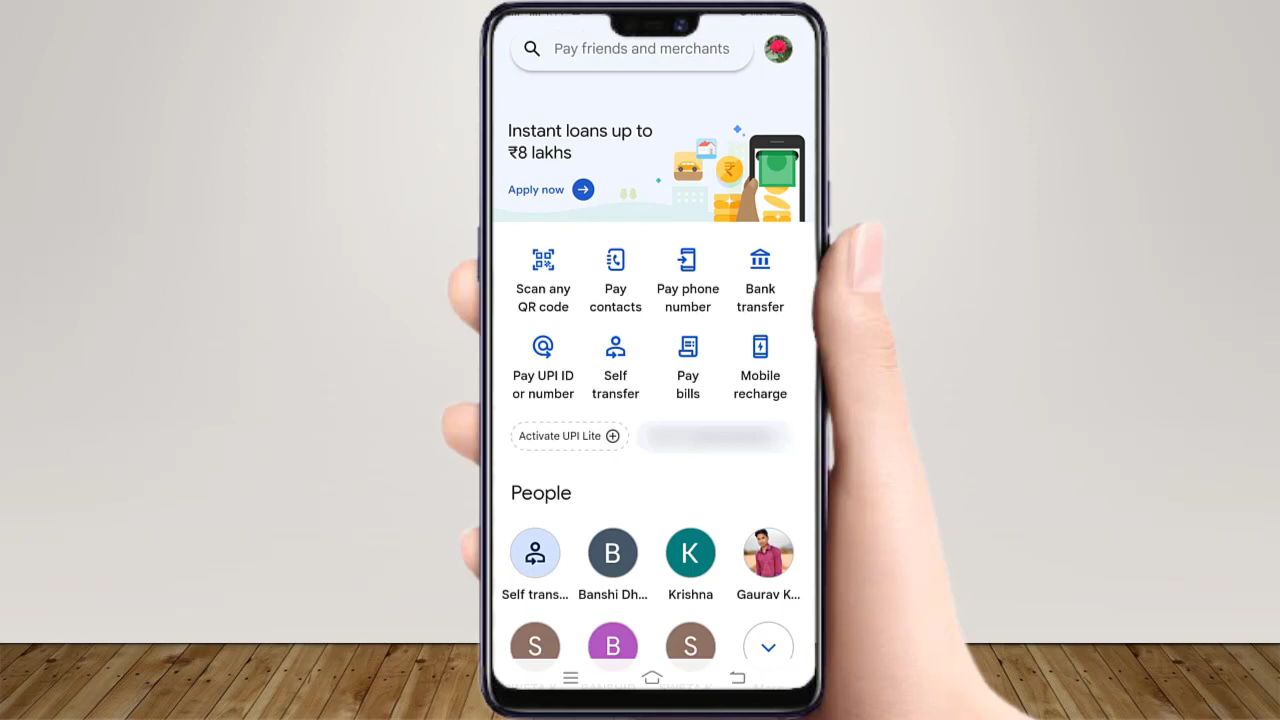 Pay friends and merchants
Instant loans up to
₹8 lakhs
Apply now
Scan any
QR code
Pay
contacts
Pay phone
number
Bank
transfer
Pay UPI ID
or number
Self
transfer
Pay
bills
Mobile
recharge
Activate UPI Lite
People
B
K
Self trans...
Banshi Dh...
Krishna
Gaurav K...
S
B
S